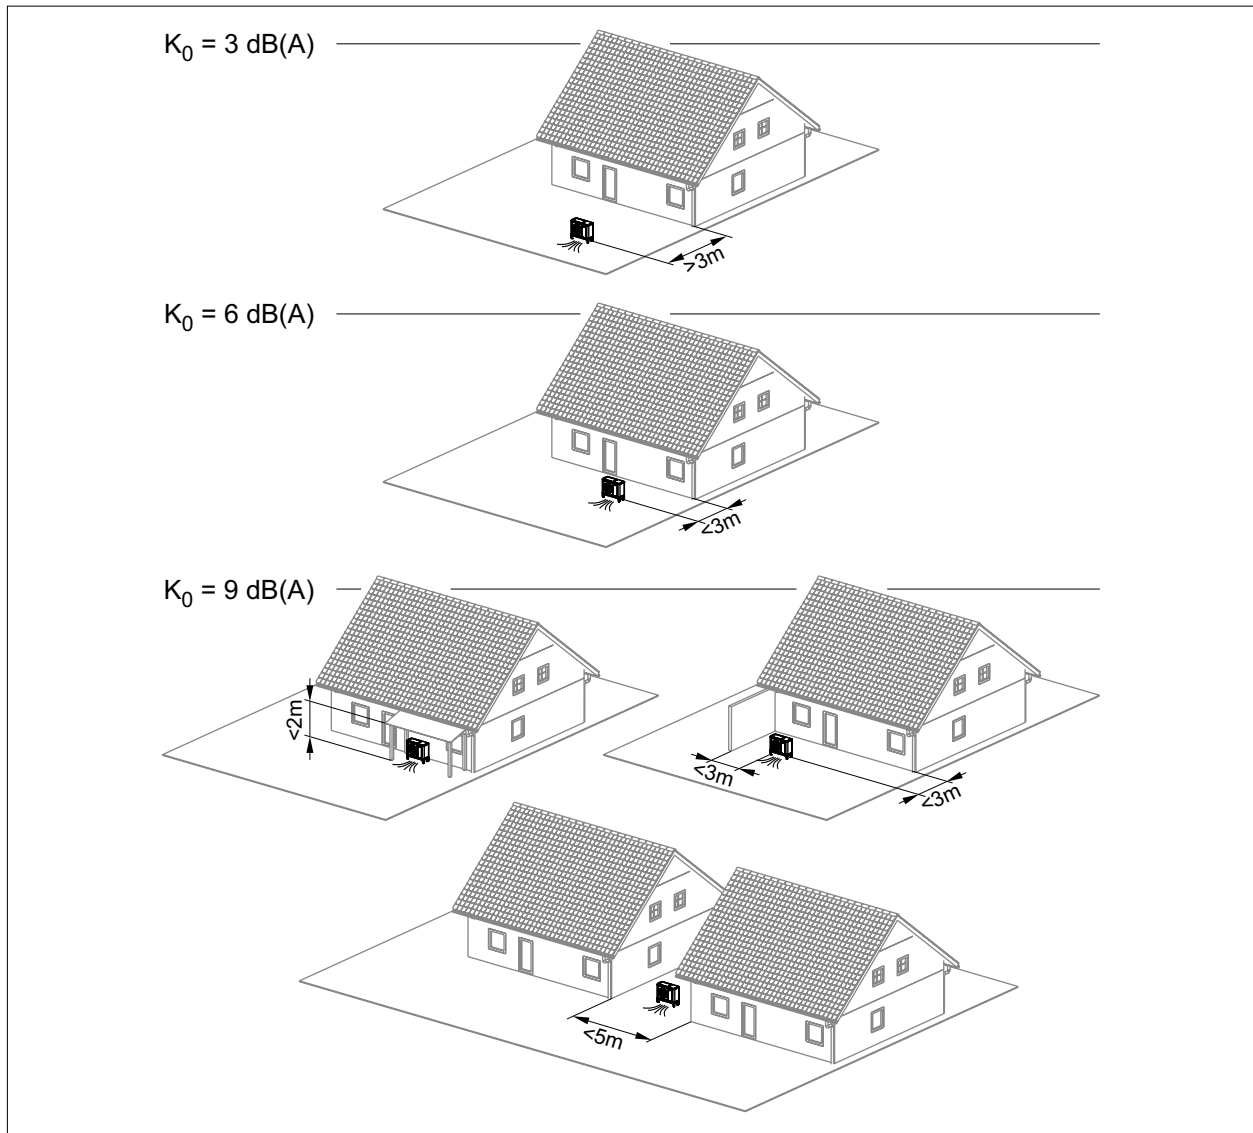 K0 = 3 dB(A)
>3m
K0 = 6 dB(A)
<3m
K0 = 9 dB(A)
<2m
<3m
<3m
<5m